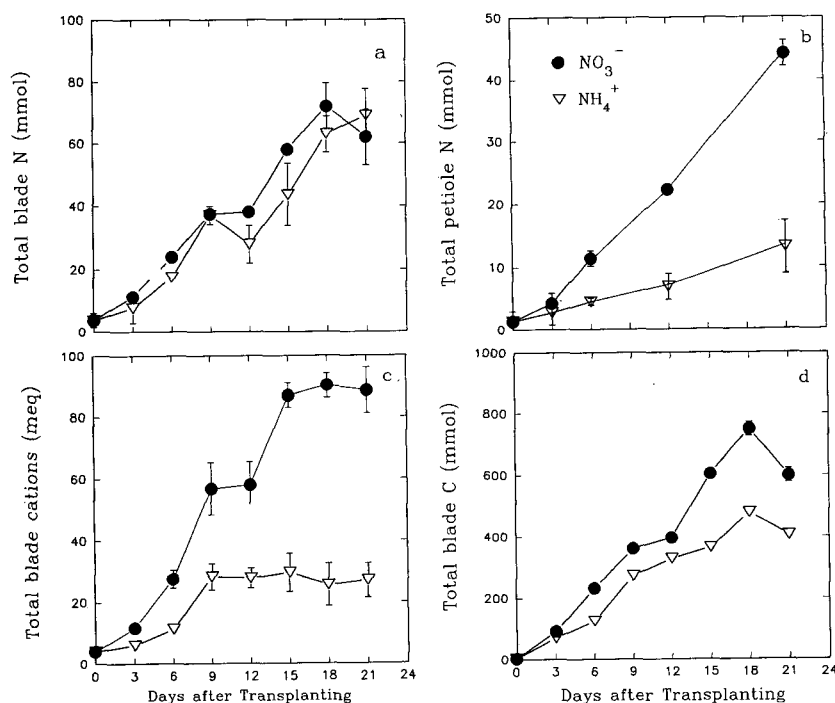 100
80
60
40
20
0
Total blade N (mmol)
a
50
40
30
20
10
0
Total petiole N (mmol)
b
NO₃⁻
NH₄⁺
100
80
60
40
20
0
Total blade cations (meq)
c
0 3 6 9 12 15 18 21 24
Days after Transplanting
1000
800
600
400
200
0
Total blade C (mmol)
d
0 3 6 9 12 15 18 21 24
Days after Transplanting